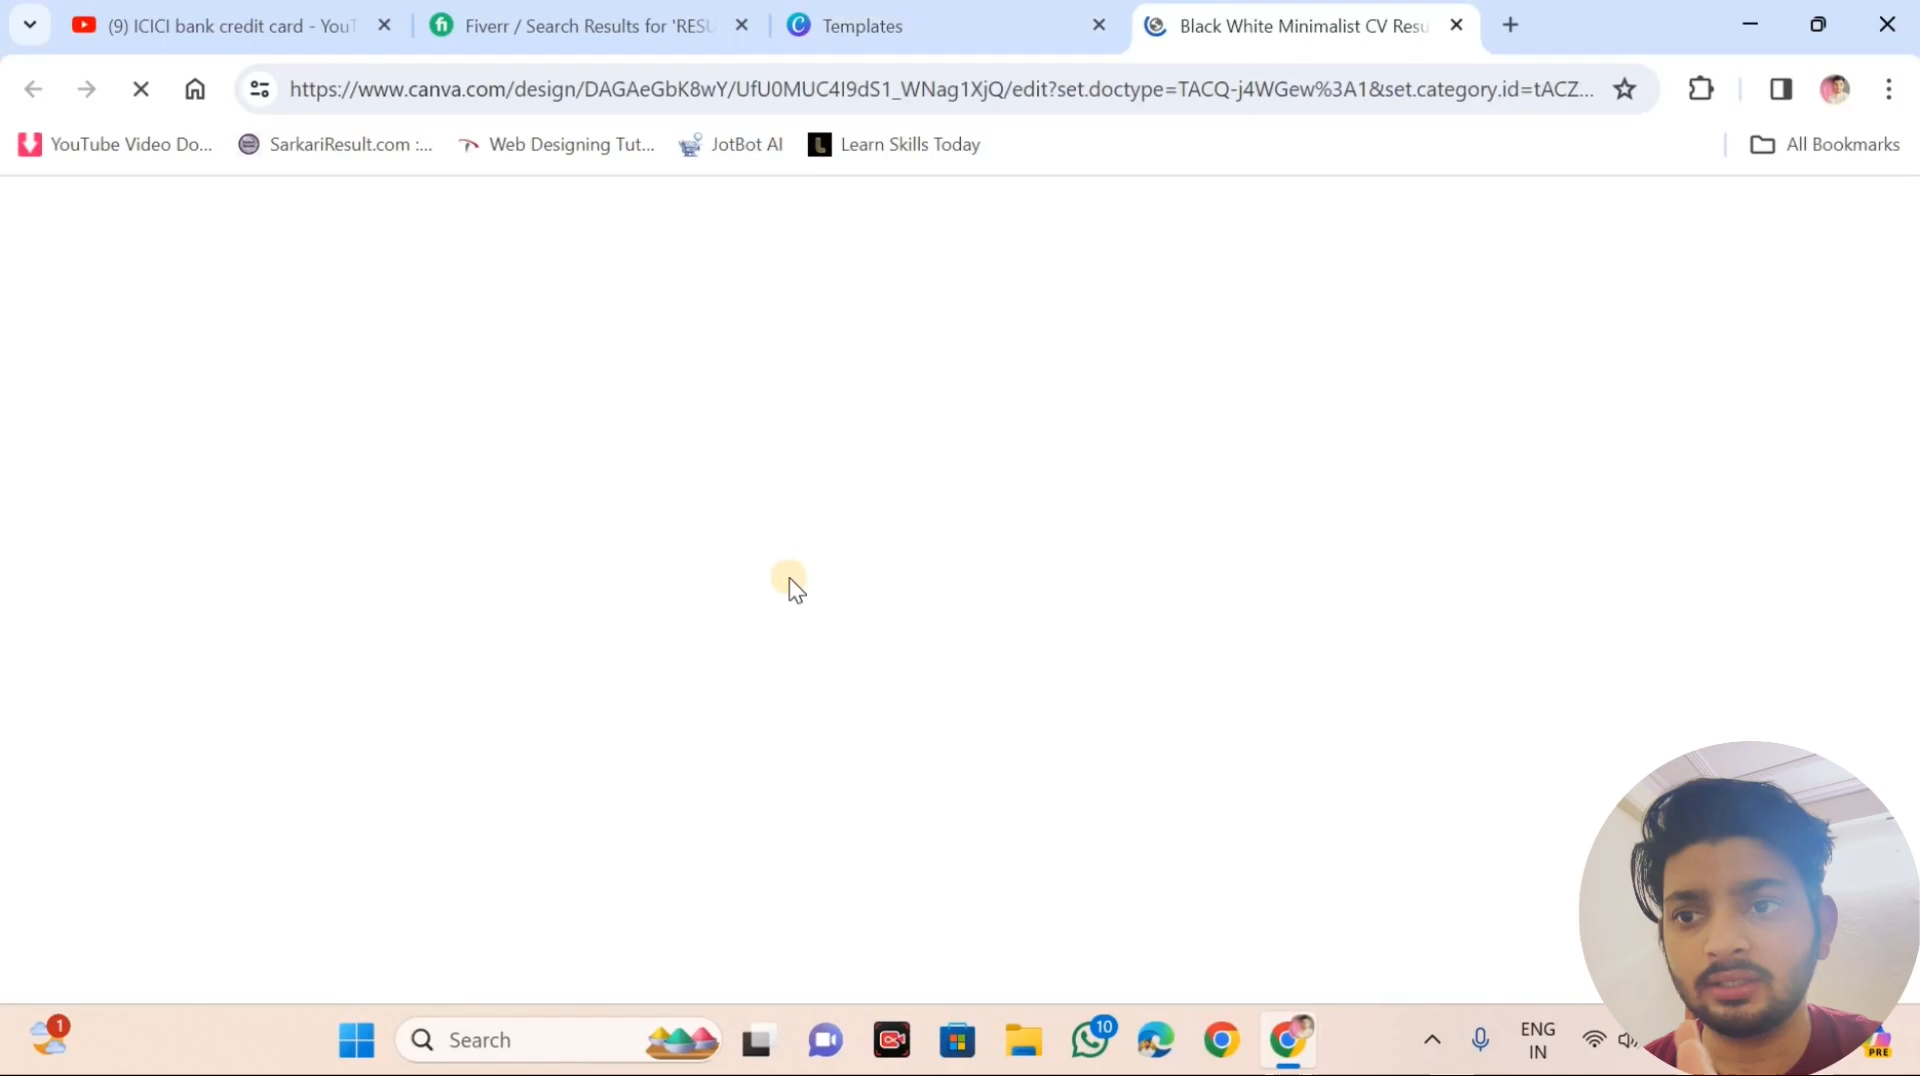 (9) ICICI bank credit card - YouT
Fiverr / Search Results for 'RESU
Templates
Black White Minimalist CV Resu
https://www.canva.com/design/DAGAeGbK8wY/UfU0MUC4I9dS1_WNag1XjQ/edit?set.doctype=TACQ-j4WGew%3A1&set.category.id=tACZ...
YouTube Video Do...
SarkariResult.com :...
Web Designing Tut...
JotBot AI
Learn Skills Today
All Bookmarks
1
Search
10
ENG
IN
PRE